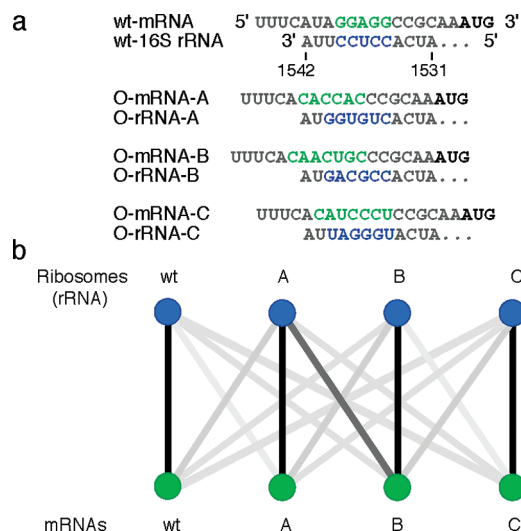 a
wt-mRNA 5' UUUCAUAGGAGGCCGCAAAUG 3'
wt-16S rRNA 3' AUUCCUCCACUA... 5'
1542 1531
O-mRNA-A UUUCACACCACCCGCAAAUG
O-rRNA-A AUGGUGUCACUA...
O-mRNA-B UUUCACAACUGCCCGCAAAUG
O-rRNA-B AUGACGCCACUA...
O-mRNA-C UUUCACAUCCCUCCGCAAAUG
O-rRNA-C AUUAGGGUACUA...
b
Ribosomes wt A B C
(rRNA)
mRNAs wt A B C